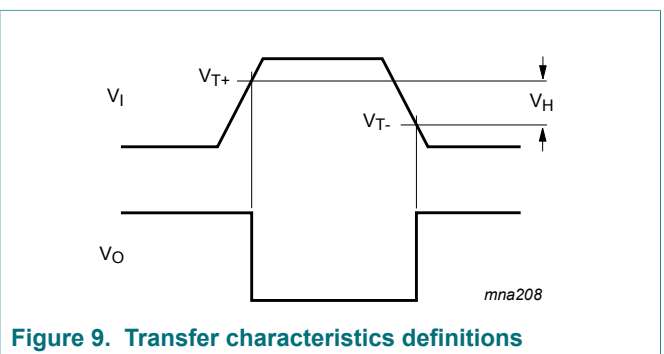 VT+
VI
VH
VT-
VO
mna208
Figure 9. Transfer characteristics definitions